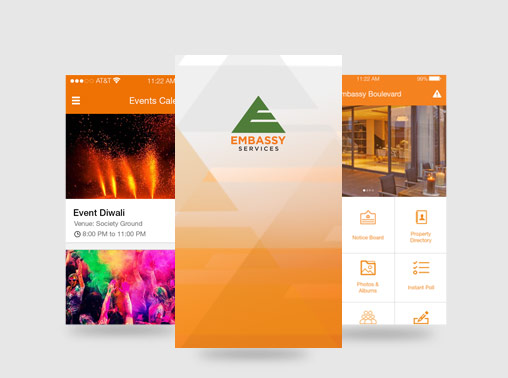 AT&T
11:22 AM
Events Cale
Event Diwali
Venue: Society Ground
8:00 PM to 11:00 PM
EMBASSY
SERVICES
11:22 AM
99%
mbassy Boulevard
Notice Board
Property
Directory
Photos &
Albums
Instant Poll